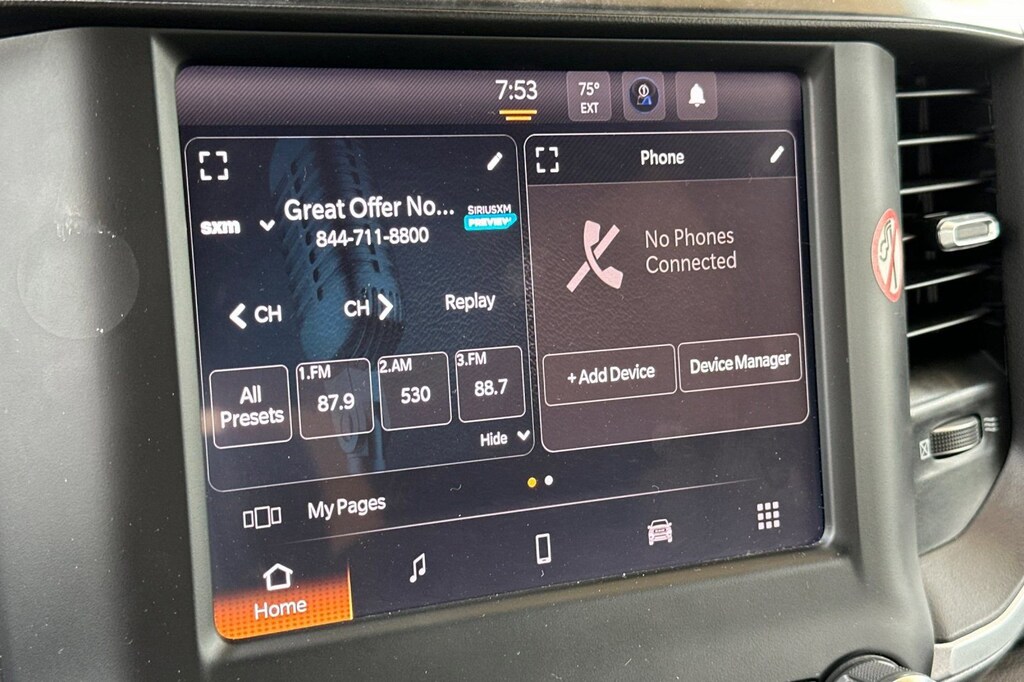 7:53
75°
EXT
Great Offer No...
sxm
SIRIUSXM
PREVIEW
844-711-8800
CH
CH
Replay
All
Presets
1.FM
87.9
2.AM
530
3.FM
88.7
Hide
Phone
No Phones
Connected
+Add Device
Device Manager
My Pages
Home